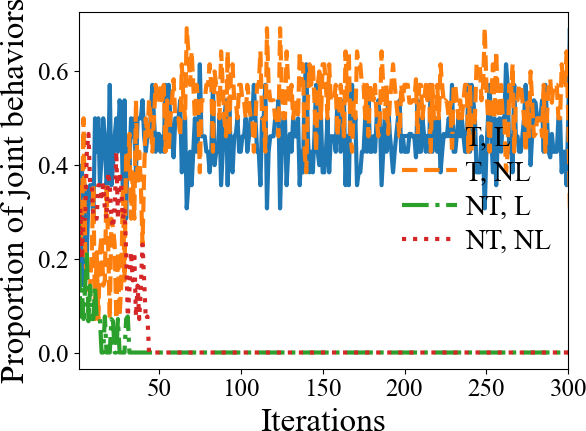 Proportion of joint behaviors
0.6
0.4
0.2
0.0
T, L
T, NL
NT, L
NT, NL
50 100 150 200 250 300
Iterations